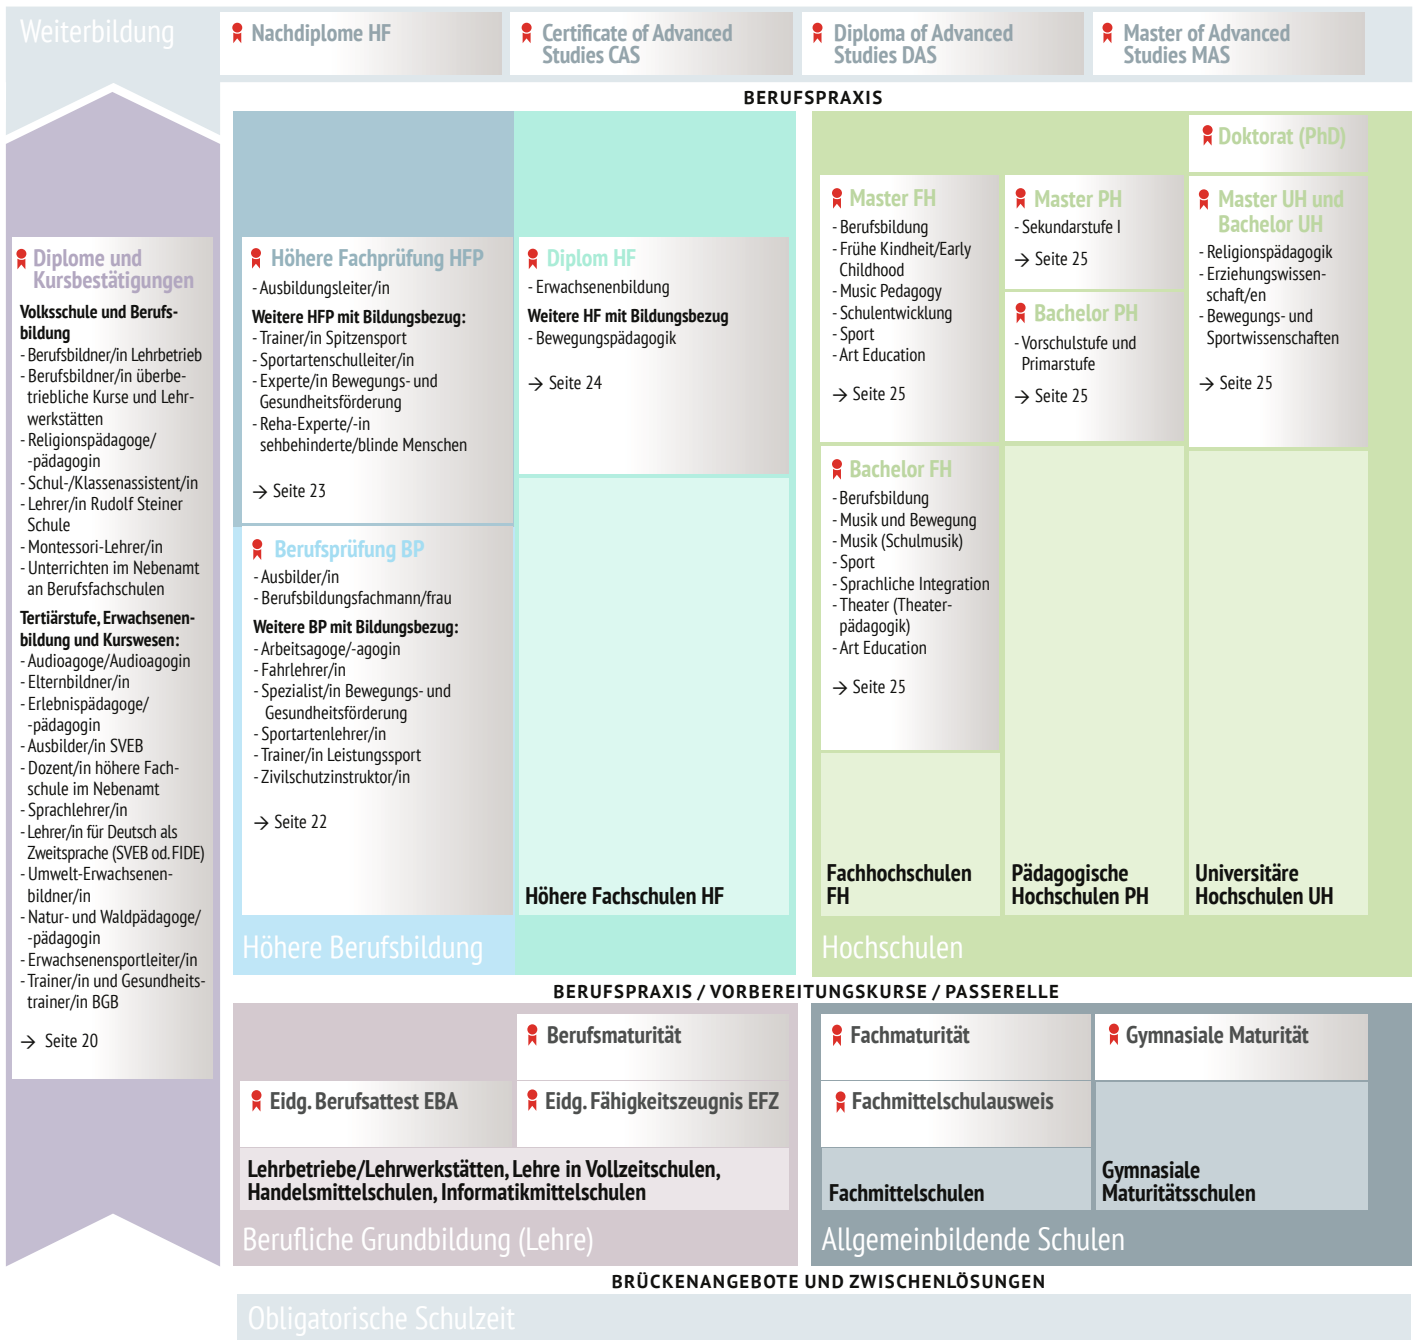 Weiterbildung
Nachdiplome HF
Certificate of Advanced
Studies CAS
Diploma of Advanced
Studies DAS
Master of Advanced
Studies MAS
BERUFSPRAXIS
Diplome und
Kursbestätigungen
Volksschule und Berufs-
bildung
- Berufsbildner/in Lehrbetrieb
- Berufsbildner/in überbe-
triebliche Kurse und Lehr-
werkstätten
- Religionspädagoge/
-pädagogin
- Schul-/Klassenassistent/in
- Lehrer/in Rudolf Steiner
Schule
- Montessori-Lehrer/in
- Unterrichten im Nebenamt
an Berufsfachschulen
Tertiärstufe, Erwachsenen-
bildung und Kurswesen:
- Audioagoge/Audioagogin
- Elternbildner/in
- Erlebnispädagoge/
-pädagogin
- Ausbilder/in SVEB
- Dozent/in höhere Fach-
schule im Nebenamt
- Sprachlehrer/in
- Lehrer/in für Deutsch als
Zweitsprache (SVEB od. FIDE)
- Umwelt-Erwachsenen-
bildner/in
- Natur- und Waldpädagoge/
-pädagogin
- Erwachsenensportleiter/in
- Trainer/in und Gesundheits-
trainer/in BGB
→ Seite 20
Höhere Fachprüfung HFP
- Ausbildungsleiter/in
Weitere HFP mit Bildungsbezug:
- Trainer/in Spitzensport
- Sportartenschulleiter/in
- Experte/in Bewegungs- und
Gesundheitsförderung
- Reha-Experte/-in
sehbehinderte/blinde Menschen
→ Seite 23
Berufsprüfung BP
- Ausbilder/in
- Berufsbildungsfachmann/frau
Weitere BP mit Bildungsbezug:
- Arbeitsagoge/-agogin
- Fahrlehrer/in
- Spezialist/in Bewegungs- und
Gesundheitsförderung
- Sportartenlehrer/in
- Trainer/in Leistungssport
- Zivilschutzinstruktor/in
→ Seite 22
Diplom HF
- Erwachsenenbildung
Weitere HF mit Bildungsbezug
- Bewegungspädagogik
→ Seite 24
Höhere Fachschulen HF
Höhere Berufsbildung
Master FH
- Berufsbildung
- Frühe Kindheit/Early
Childhood
- Music Pedagogy
- Schulentwicklung
- Sport
- Art Education
→ Seite 25
Bachelor FH
- Berufsbildung
- Musik und Bewegung
- Musik (Schulmusik)
- Sport
- Sprachliche Integration
- Theater (Theater-
pädagogik)
- Art Education
→ Seite 25
Fachhochschulen
FH
Master PH
- Sekundarstufe I
→ Seite 25
Bachelor PH
- Vorschulstufe und
Primarstufe
→ Seite 25
Pädagogische
Hochschulen PH
Doktorat (PhD)
Master UH und
Bachelor UH
- Religionspädagogik
- Erziehungswissen-
schaft/en
- Bewegungs- und
Sportwissenschaften
→ Seite 25
Universitäre
Hochschulen UH
Hochschulen
BERUFSPRAXIS / VORBEREITUNGSKURSE / PASSERELLE
Berufsmaturität
Eidg. Berufsattest EBA
Eidg. Fähigkeitszeugnis EFZ
Lehrbetriebe/Lehrwerkstätten, Lehre in Vollzeitschulen,
Handelsmittelschulen, Informatikmittelschulen
Berufliche Grundbildung (Lehre)
Fachmaturität
Gymnasiale Maturität
Fachmittelschulausweis
Fachmittelschulen
Gymnasiale
Maturitätsschulen
Allgemeinbildende Schulen
BRÜCKENANGEBOTE UND ZWISCHENLÖSUNGEN
Obligatorische Schulzeit